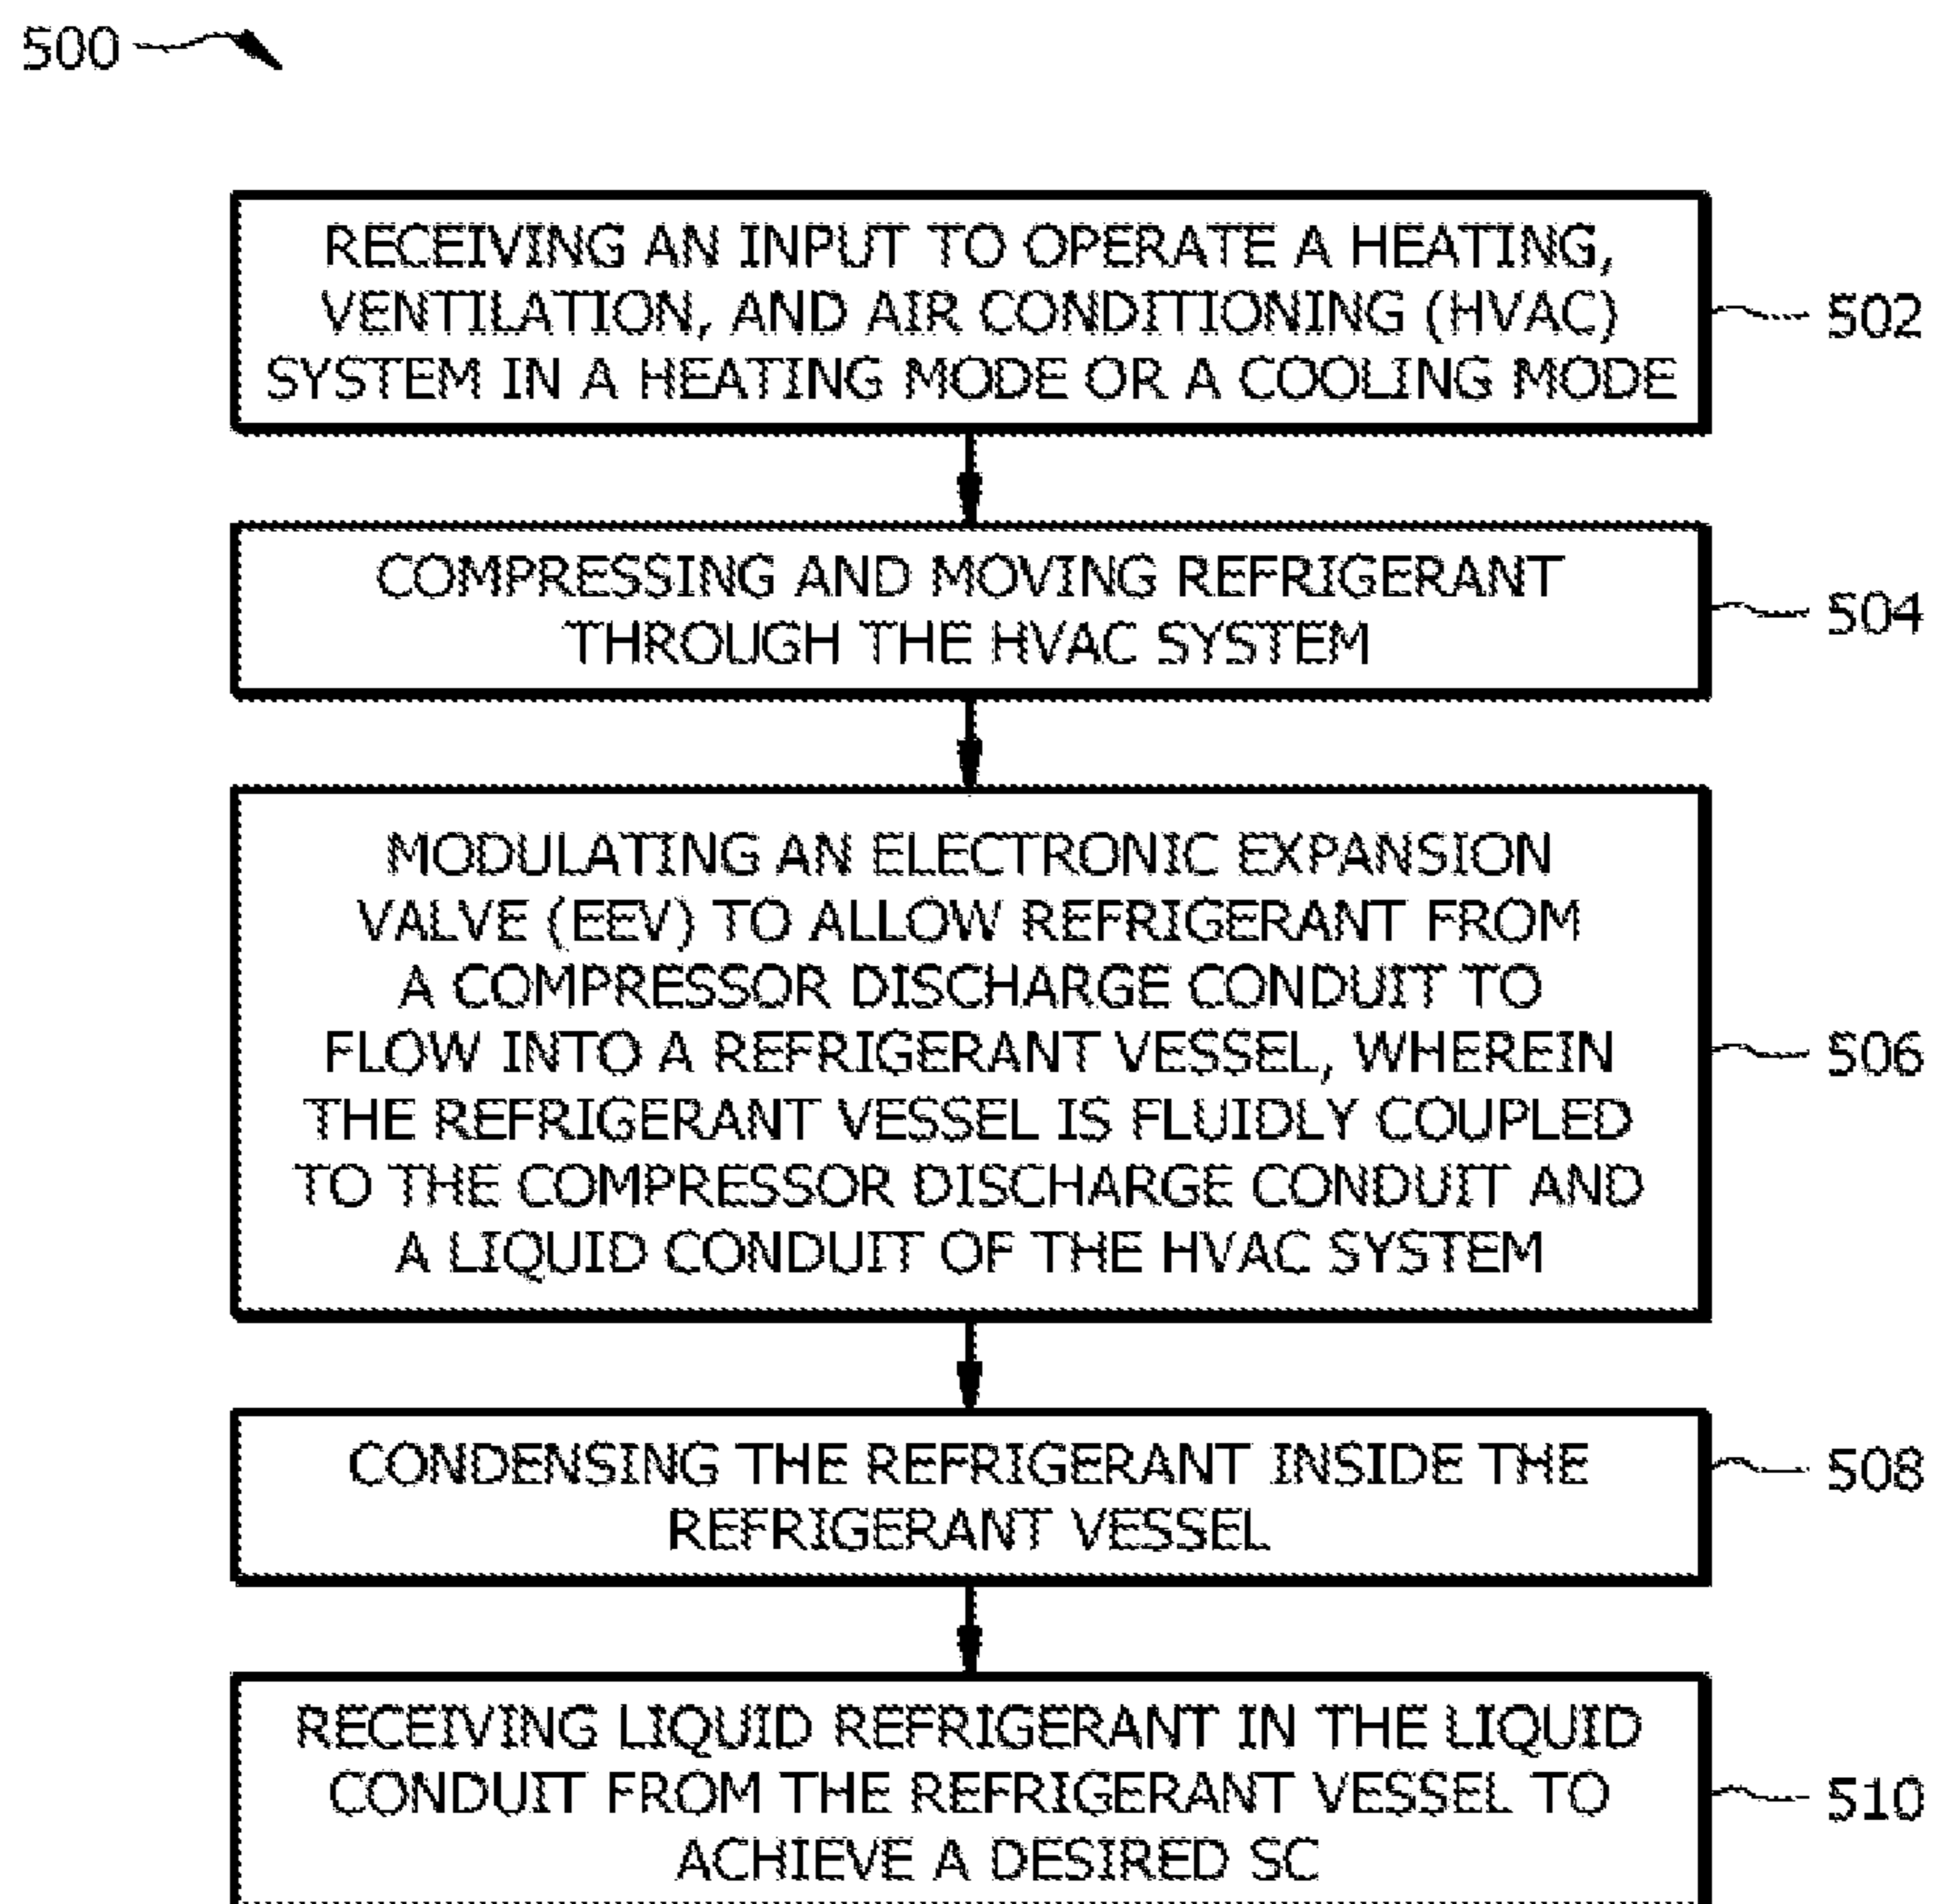 500
RECEIVING AN INPUT TO OPERATE A HEATING,
VENTILATION, AND AIR CONDITIONING (HVAC)
SYSTEM IN A HEATING MODE OR A COOLING MODE
502
COMPRESSING AND MOVING REFRIGERANT
THROUGH THE HVAC SYSTEM
504
MODULATING AN ELECTRONIC EXPANSION
VALVE (EEV) TO ALLOW REFRIGERANT FROM
A COMPRESSOR DISCHARGE CONDUIT TO
FLOW INTO A REFRIGERANT VESSEL, WHEREIN
THE REFRIGERANT VESSEL IS FLUIDLY COUPLED
TO THE COMPRESSOR DISCHARGE CONDUIT AND
A LIQUID CONDUIT OF THE HVAC SYSTEM
506
CONDENSING THE REFRIGERANT INSIDE THE
REFRIGERANT VESSEL
508
RECEIVING LIQUID REFRIGERANT IN THE LIQUID
CONDUIT FROM THE REFRIGERANT VESSEL TO
ACHIEVE A DESIRED SC
510